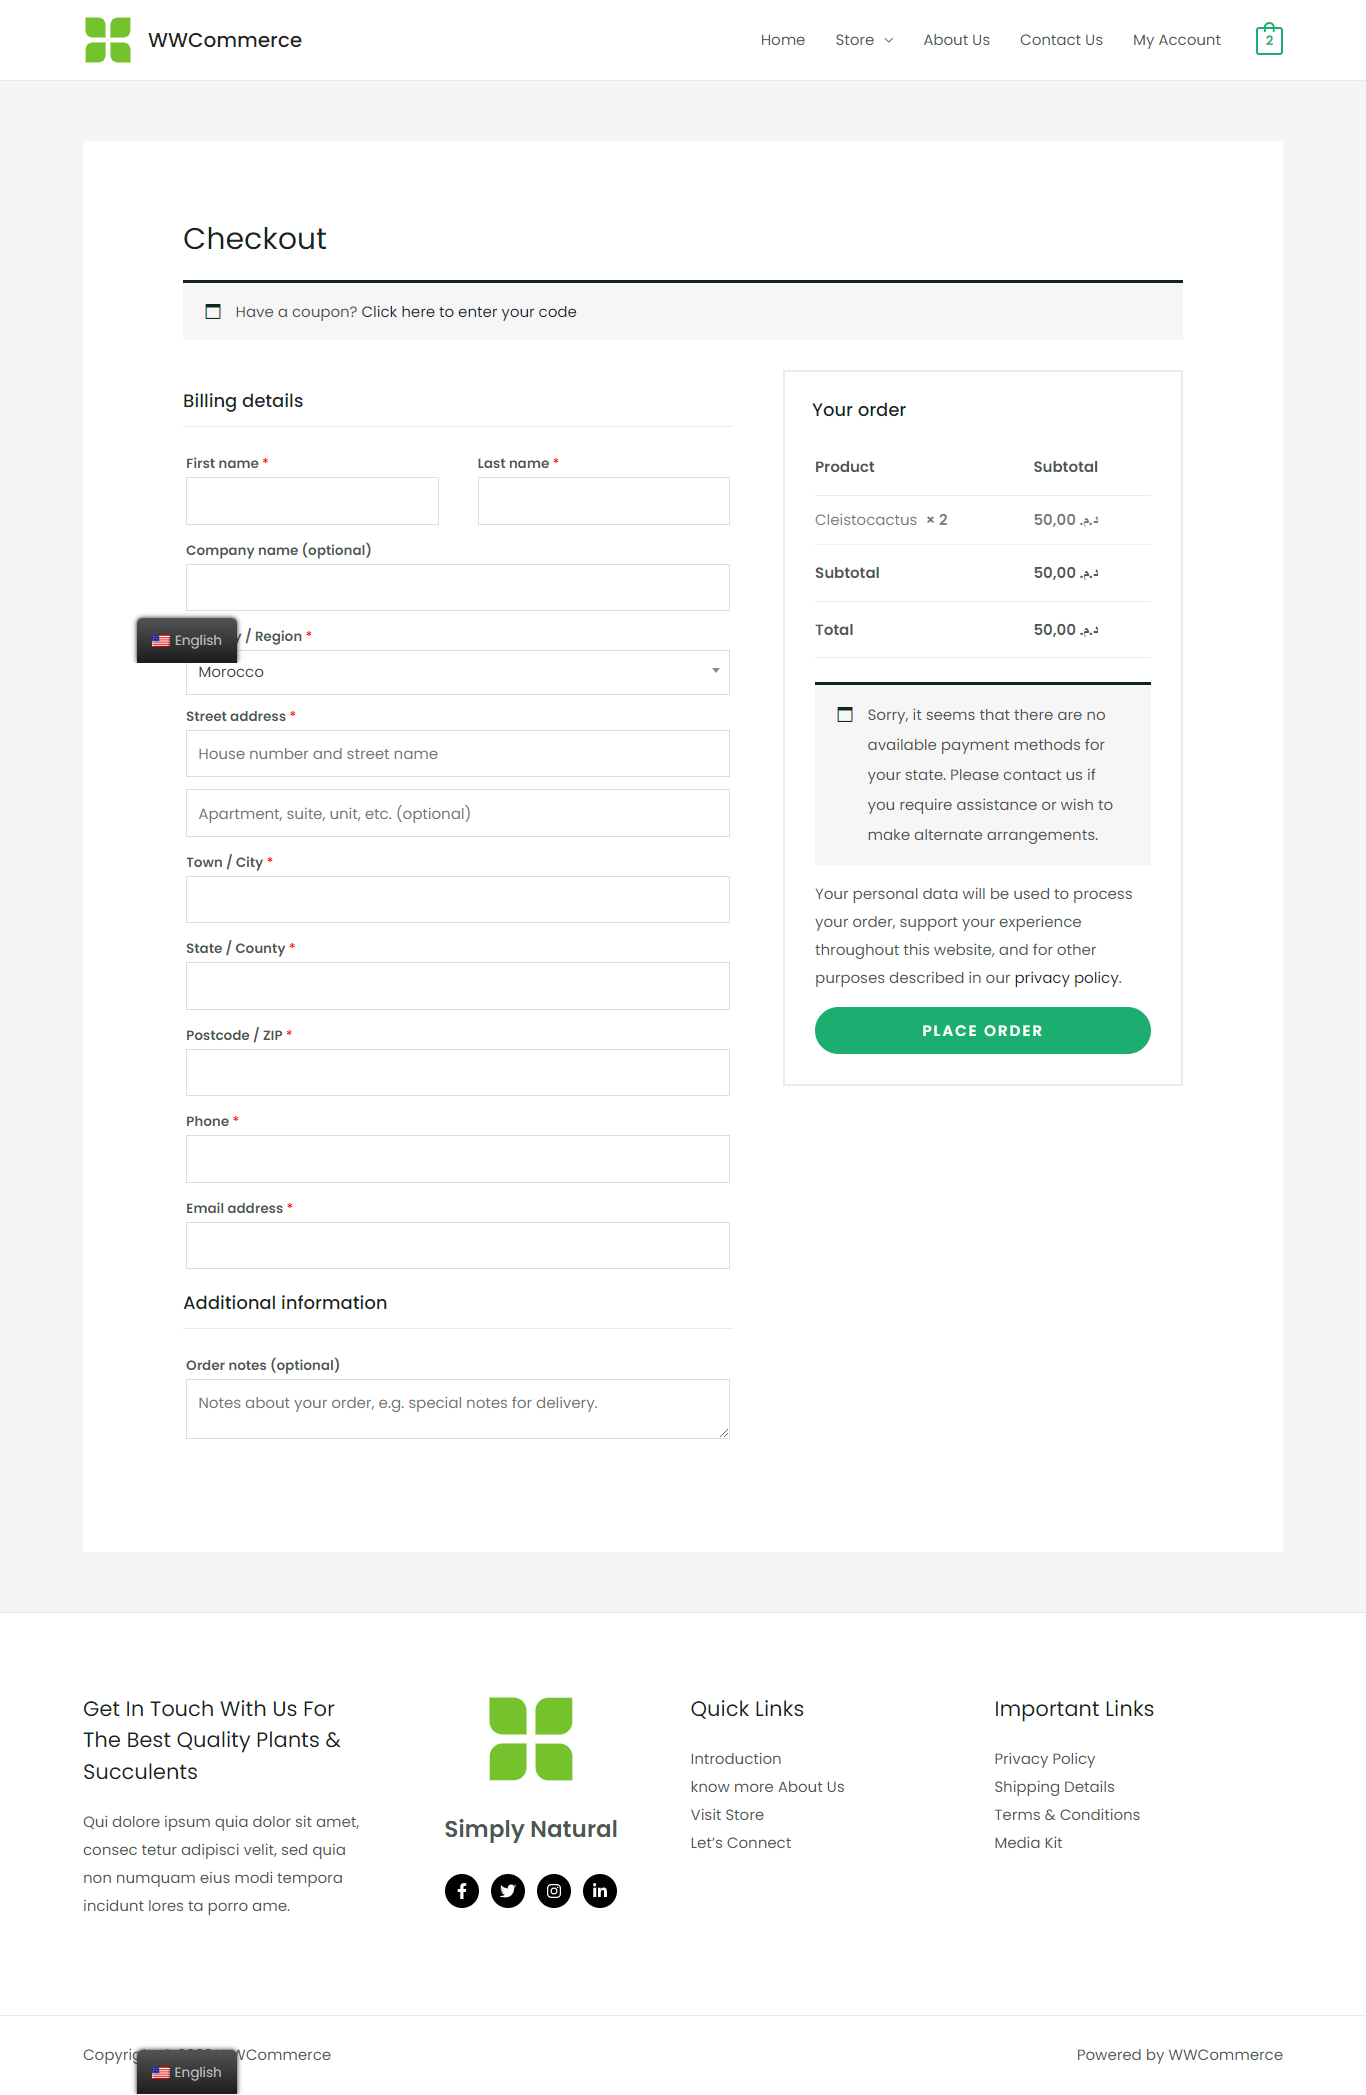 WWCommerce
Home
Store
About Us
Contact Us
My Account
2
Checkout
Have a coupon? Click here to enter your code
Billing details
First name *
Last name *
Company name (optional)
English
/ Region *
Morocco
Street address *
House number and street name
Apartment, suite, unit, etc. (optional)
Town / City *
State / County *
Postcode / ZIP *
Phone *
Email address *
Additional information
Order notes (optional)
Notes about your order, e.g. special notes for delivery.
Your order
Product Subtotal
Cleistocactus × 2 50,00 د.م.
Subtotal 50,00 د.م.
Total 50,00 د.م.
Sorry, it seems that there are no
available payment methods for
your state. Please contact us if
you require assistance or wish to
make alternate arrangements.
Your personal data will be used to process
your order, support your experience
throughout this website, and for other
purposes described in our privacy policy.
PLACE ORDER
Get In Touch With Us For
The Best Quality Plants &
Succulents
Qui dolore ipsum quia dolor sit amet,
consec tetur adipisci velit, sed quia
non numquam eius modi tempora
incidunt lores ta porro ame.
Simply Natural
Quick Links
Introduction
know more About Us
Visit Store
Let’s Connect
Important Links
Privacy Policy
Shipping Details
Terms & Conditions
Media Kit
WWCommerce
English
Powered by WWCommerce